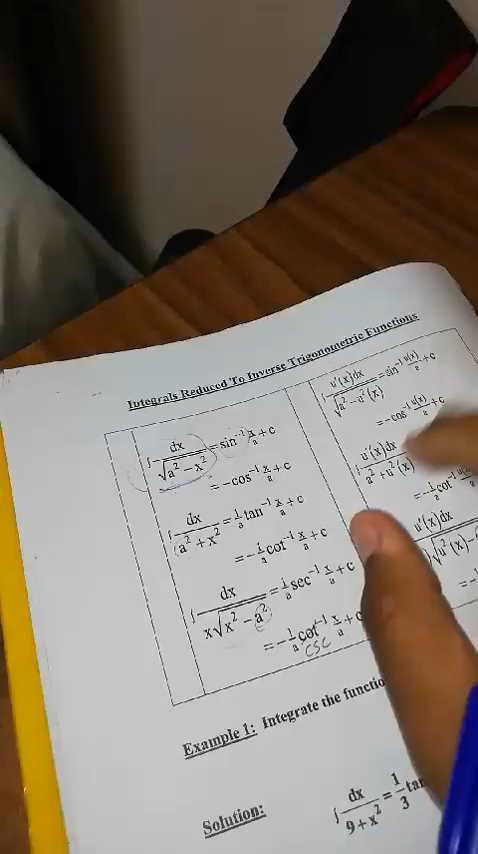 Integrals Reduced To Inverse Trigonometric Functions
∫ dx / √(a² − x²) = sin⁻¹ x/a + c
= −cos⁻¹ x/a + c
∫ dx / (a² + x²) = 1/a tan⁻¹ x/a + c
= −1/a cot⁻¹ x/a + c
∫ dx / (x√(x² − a²)) = 1/a sec⁻¹ x/a + c
= −1/a cot⁻¹ x/a + c
csc
∫ u'(x)dx / √(a² − u²(x)) = sin⁻¹ u(x)/a + c
= −cos⁻¹ u(x)/a + c
∫ u'(x)dx / (a² + u²(x))
= −1/a cot⁻¹
u'(x)dx
√u²(x) −
Example 1: Integrate the functio
Solution:
∫ dx / (9 + x²) = 1/3 tan